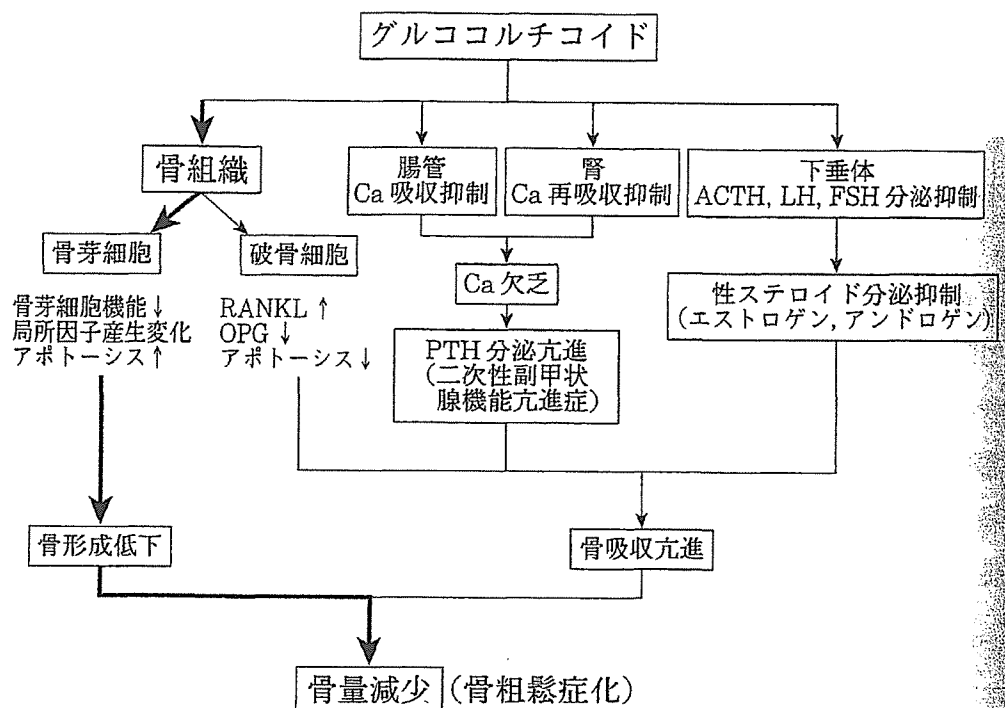 グルココルチコイド
骨組織
腸管
Ca 吸収抑制
腎
Ca 再吸収抑制
下垂体
ACTH, LH, FSH 分泌抑制
骨芽細胞
破骨細胞
骨芽細胞機能↓
局所因子産生変化
アポトーシス↑
RANKL ↑
OPG ↓
アポトーシス↓
Ca 欠乏
PTH 分泌亢進
(二次性副甲状
腺機能亢進症)
性ステロイド分泌抑制
(エストロゲン, アンドロゲン)
骨形成低下
骨吸収亢進
骨量減少 (骨粗鬆症化)